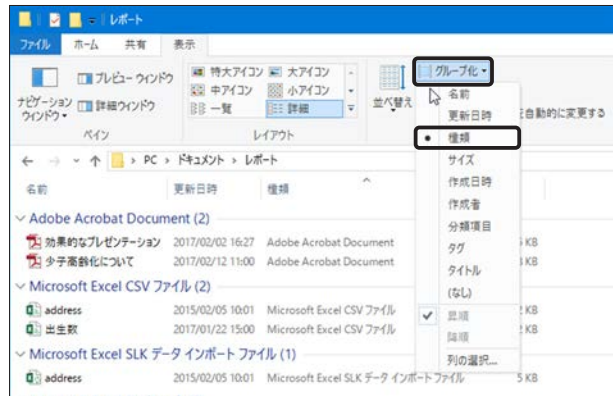 レポート
ファイル ホーム 共有 表示
ナビゲーション ウィンドウ
プレビュー ウィンドウ
詳細ウィンドウ
ペイン
特大アイコン 大アイコン
中アイコン 小アイコン
一覧 詳細
レイアウト
並べ替え
グループ化
を自動的に変更する
名前
更新日時
種類
サイズ
作成日時
作成者
分類項目
タグ
タイトル
(なし)
昇順
降順
列の選択...
PC > ドキュメント > レポート
名前 更新日時 種類
Adobe Acrobat Document (2)
効果的なプレゼンテーション 2017/02/02 16:27 Adobe Acrobat Document KB
少子高齢化について 2017/02/12 11:00 Adobe Acrobat Document KB
Microsoft Excel CSV ファイル (2)
address 2015/02/05 10:01 Microsoft Excel CSV ファイル KB
出生数 2017/01/22 15:00 Microsoft Excel CSV ファイル KB
Microsoft Excel SLK データ インポート ファイル (1)
address 2015/02/05 10:01 Microsoft Excel SLK データ インポート ファイル 5 KB